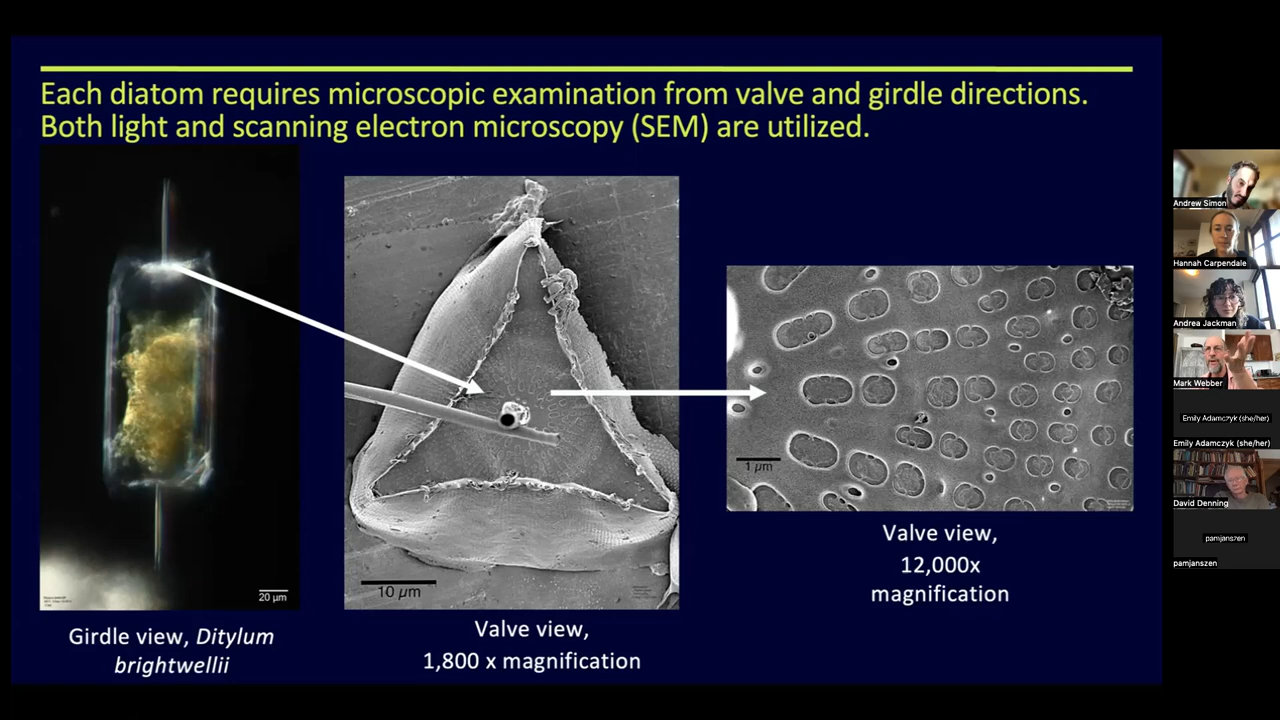 Each diatom requires microscopic examination from valve and girdle directions.
Both light and scanning electron microscopy (SEM) are utilized.
20 µm
Girdle view, Ditylum
brightwellii
10 µm
Valve view,
1,800 x magnification
1 µm
Valve view,
12,000x
magnification
Andrew Simon
Hannah Carpendale
Andrea Jackman
Mark Webber
Emily Adamczyk (she/her)
Emily Adamczyk (she/her)
David Denning
pamjanszen
pamjanszen